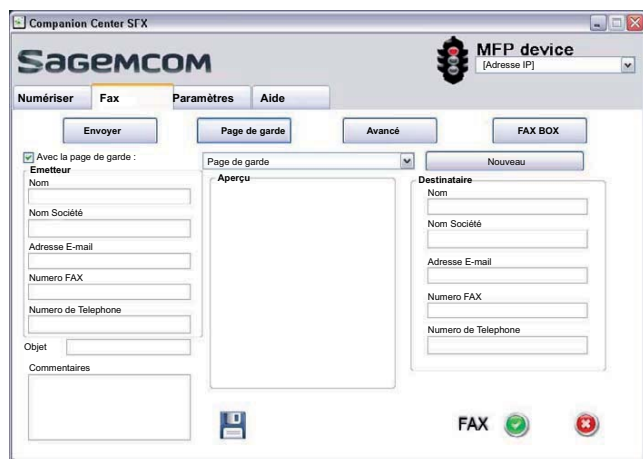 Companion Center SFX
SAGEMCOM
MFP device
[Adresse IP]
Numériser Fax Paramètres Aide
Envoyer Page de garde Avancé FAX BOX
Avec la page de garde :
Page de garde
Nouveau
Emetteur
Nom
Nom Société
Adresse E-mail
Numero FAX
Numero de Telephone
Objet
Commentaires
Aperçu
Destinataire
Nom
Nom Société
Adresse E-mail
Numero FAX
Numero de Telephone
FAX